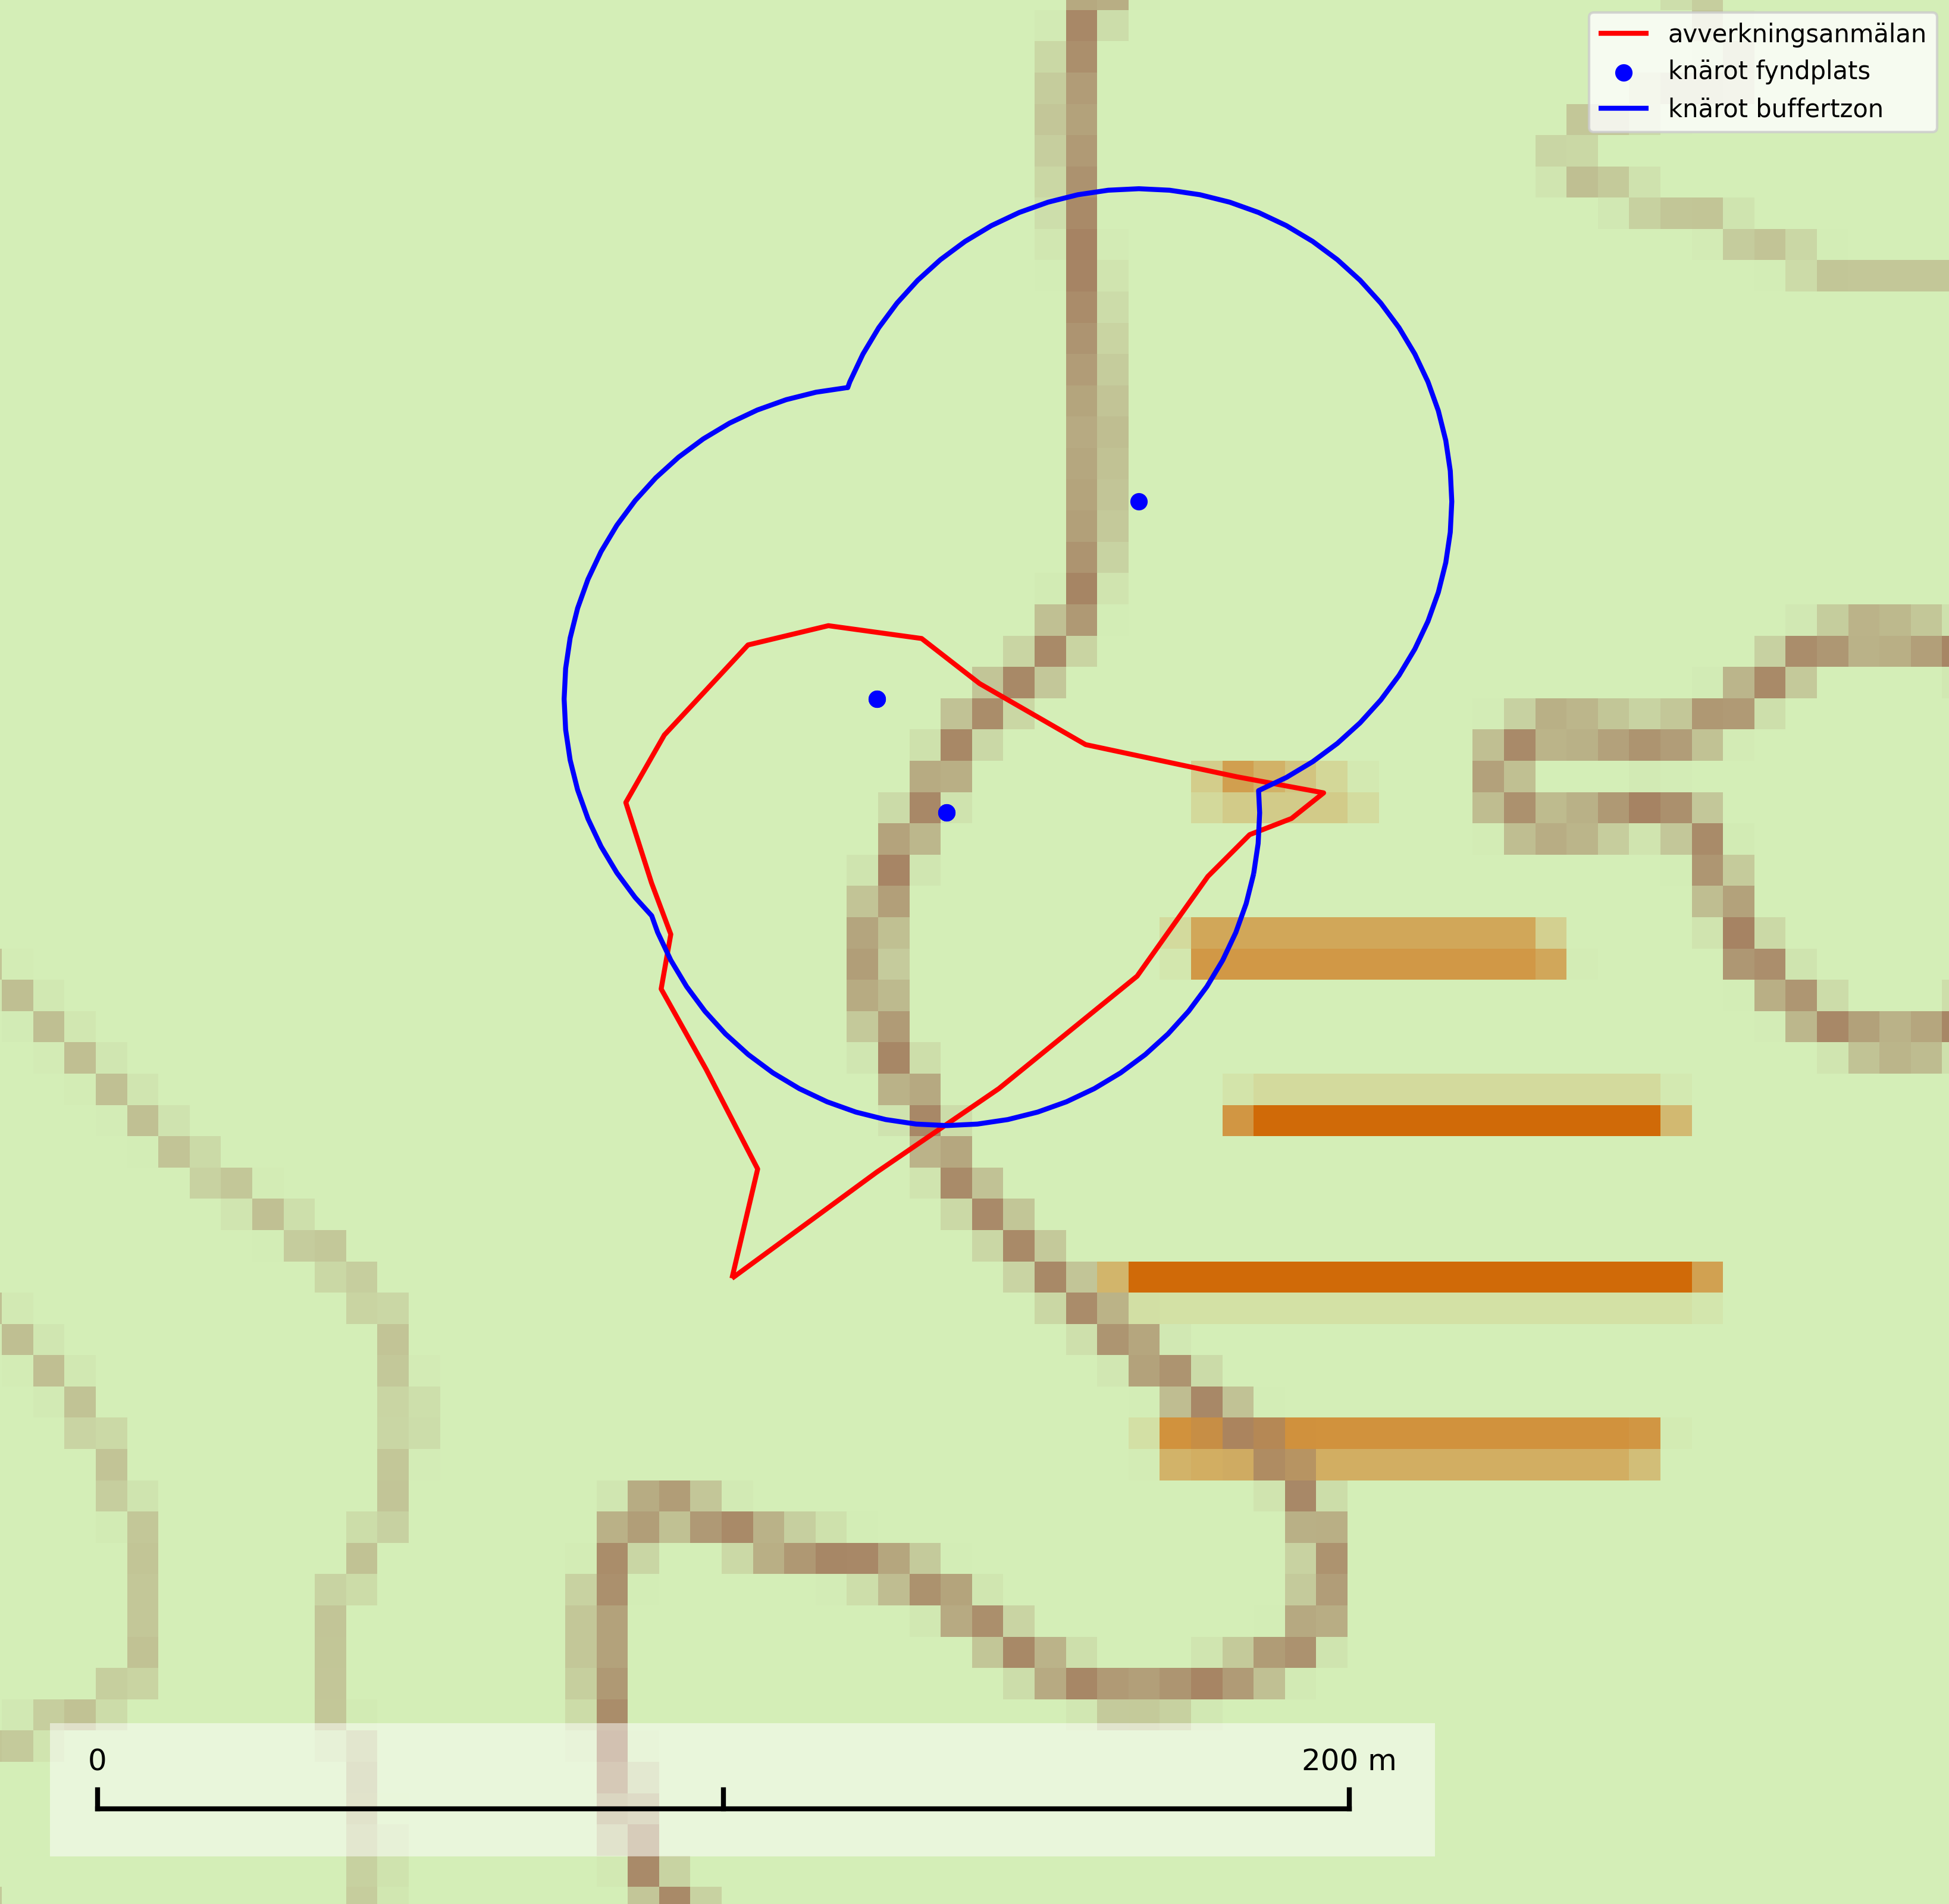 avverkningsanmälan
knärot fyndplats
knärot buffertzon
0
200 m